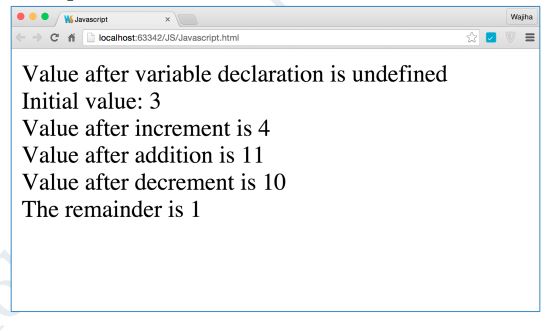 Javascript
Wajiha
localhost:63342/JS/Javascript.html
Value after variable declaration is undefined
Initial value: 3
Value after increment is 4
Value after addition is 11
Value after decrement is 10
The remainder is 1